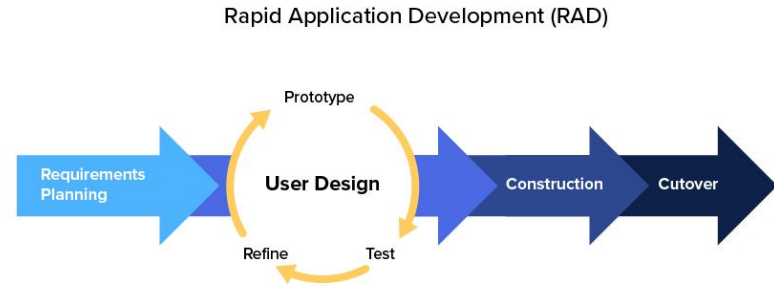 Rapid Application Development (RAD)
Prototype
Requirements
Planning
User Design
Construction
Cutover
Refine
Test